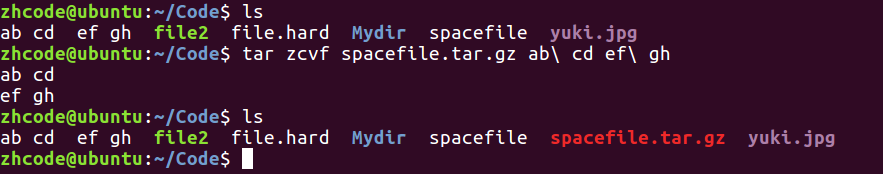 zhcode@ubuntu:~/Code$ ls
ab cd  ef gh  file2  file.hard  Mydir  spacefile  yuki.jpg
zhcode@ubuntu:~/Code$ tar zcvf spacefile.tar.gz ab\ cd ef\ gh
ab cd
ef gh
zhcode@ubuntu:~/Code$ ls
ab cd  ef gh  file2  file.hard  Mydir  spacefile  spacefile.tar.gz  yuki.jpg
zhcode@ubuntu:~/Code$